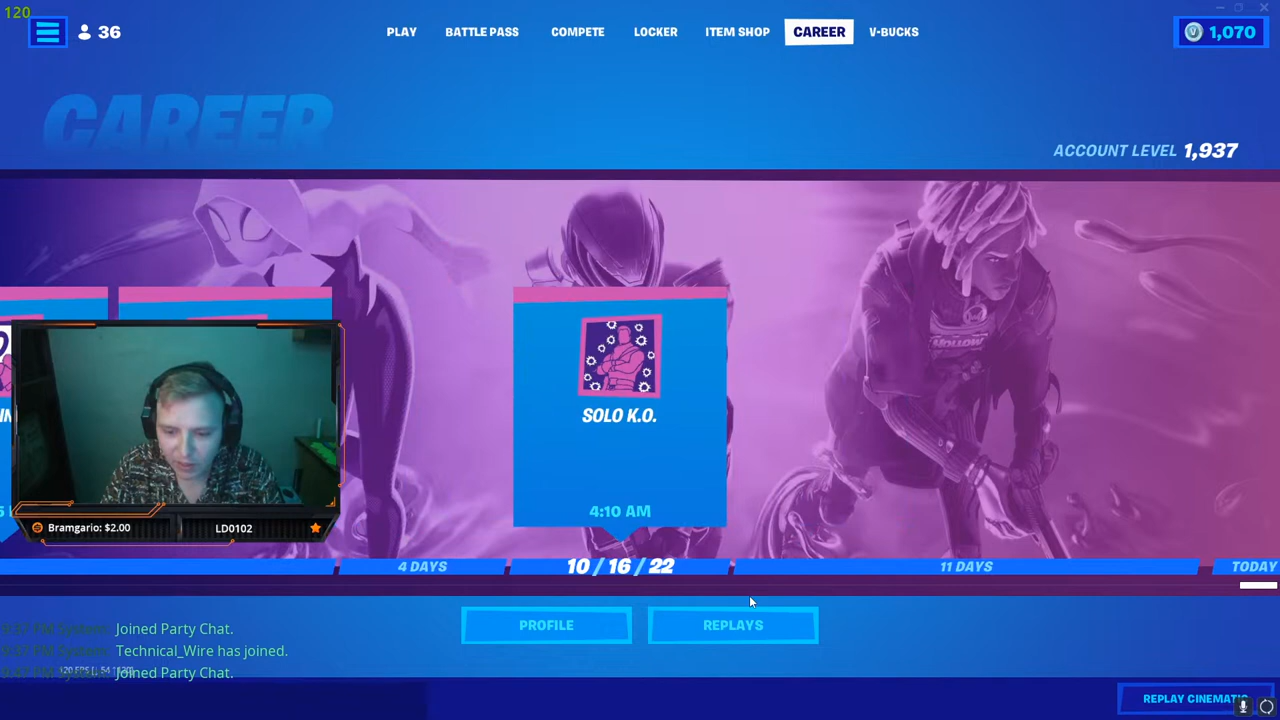 120
36
PLAY
BATTLE PASS
COMPETE
LOCKER
ITEM SHOP
CAREER
V-BUCKS
1,070
CAREER
ACCOUNT LEVEL 1,937
SOLO K.O.
4:10 AM
Bramgario: $2.00
LD0102
4 DAYS
10 / 16 / 22
11 DAYS
TODAY
PROFILE
REPLAYS
Joined Party Chat.
Technical_Wire has joined.
Joined Party Chat.
REPLAY CINEMATIC